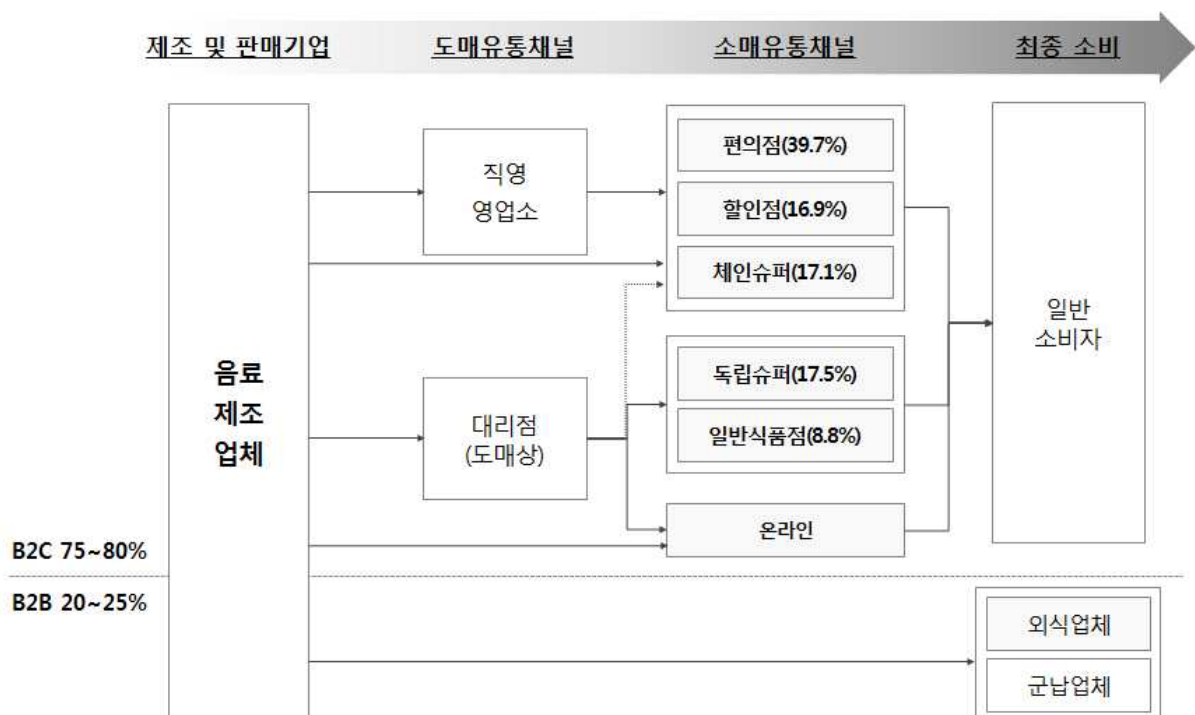 제조 및 판매기업
도매유통채널
소매유통채널
최종 소비
음료
제조
업체
직영
영업소
대리점
(도매상)
편의점(39.7%)
할인점(16.9%)
체인슈퍼(17.1%)
독립슈퍼(17.5%)
일반식품점(8.8%)
온라인
일반
소비자
B2C 75~80%
B2B 20~25%
외식업체
군납업체